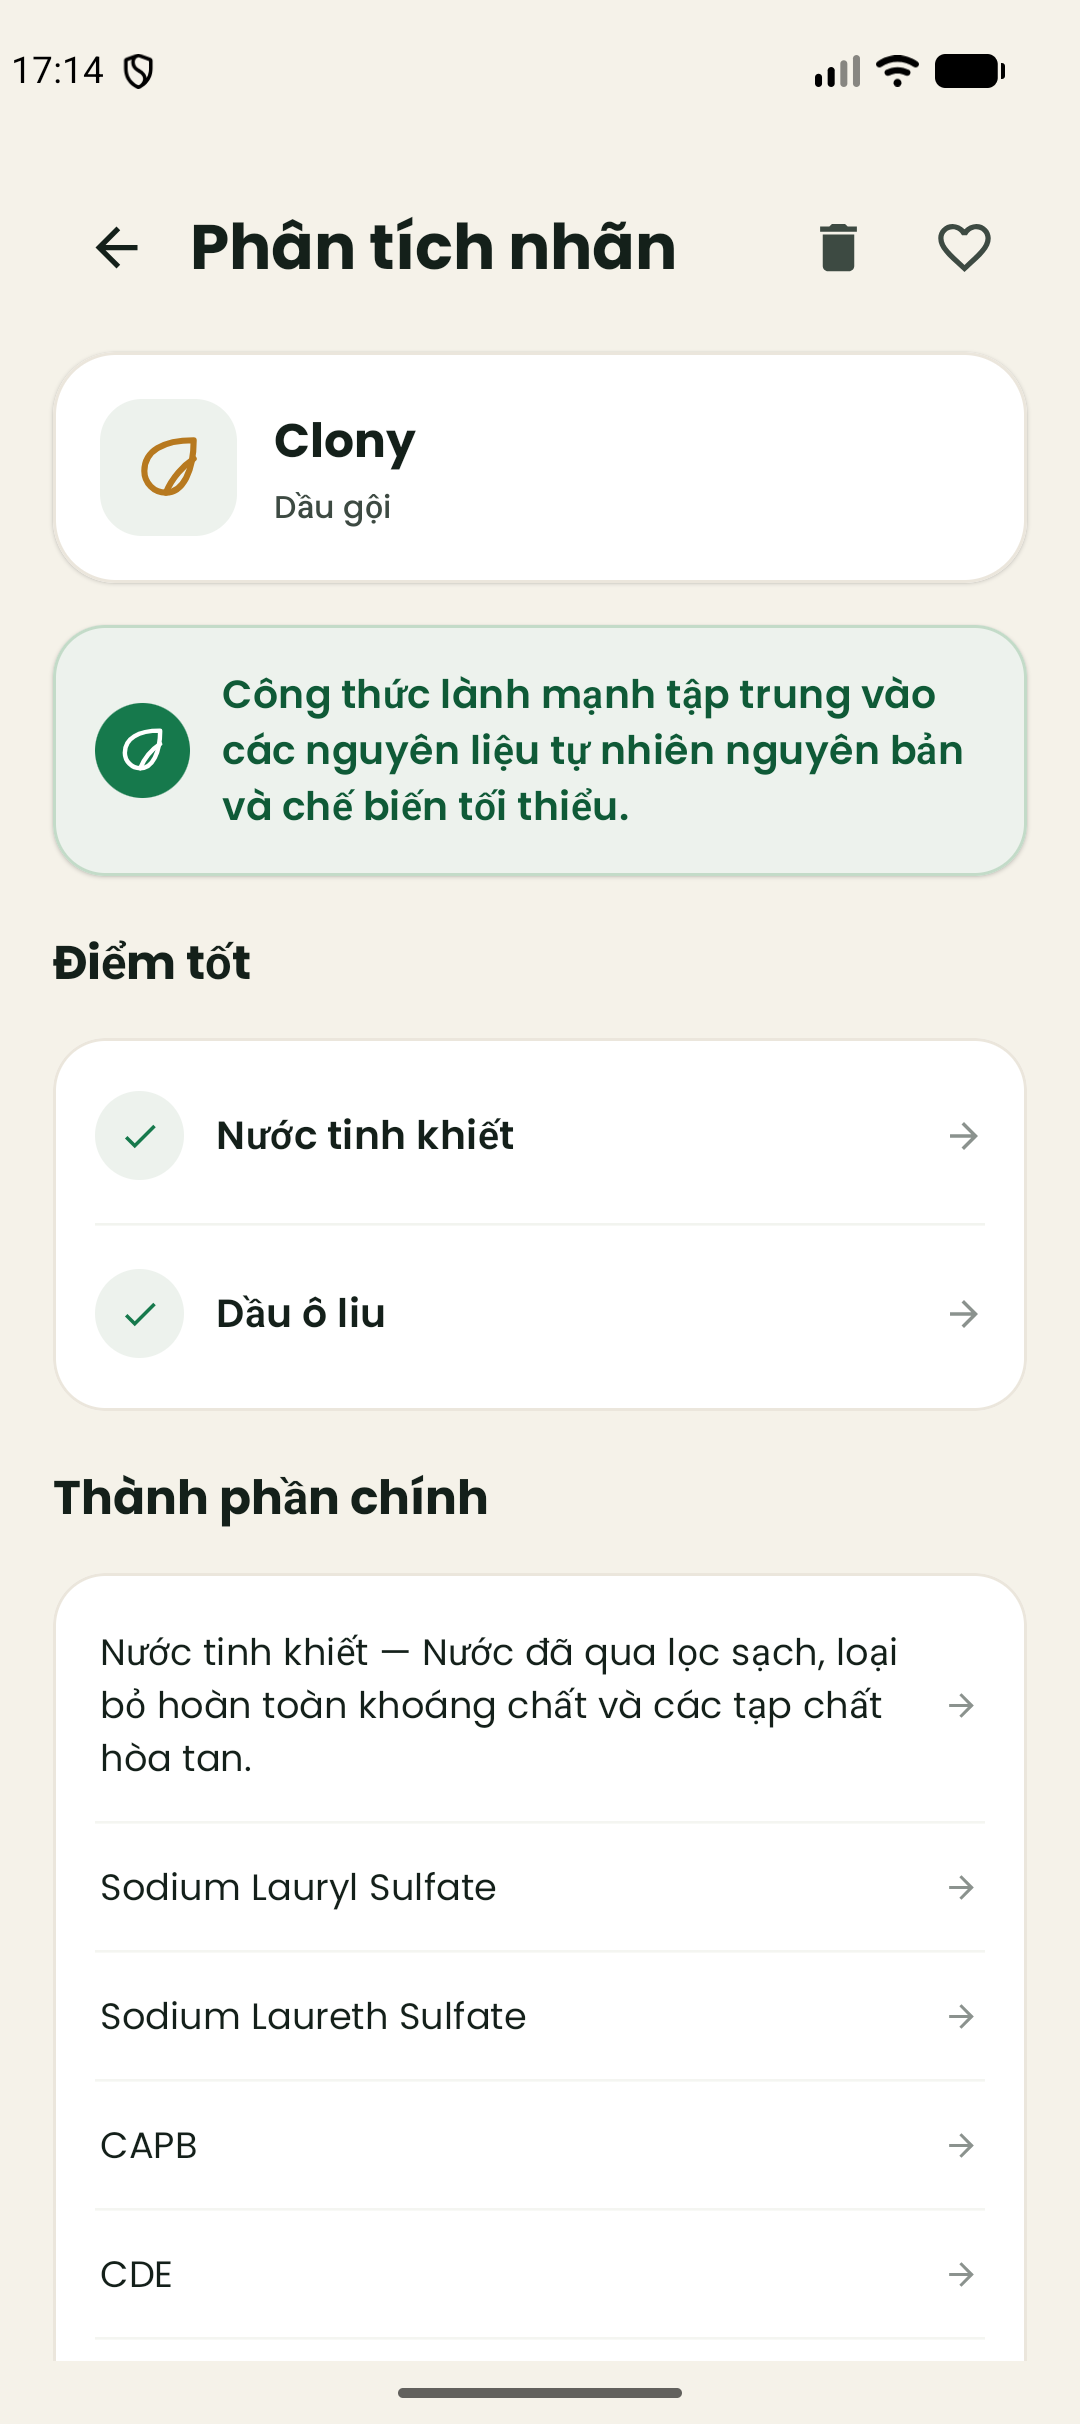 17:14
Phân tích nhãn
Clony
Dầu gội
Công thức lành mạnh tập trung vào
các nguyên liệu tự nhiên nguyên bản
và chế biến tối thiểu.
Điểm tốt
Nước tinh khiết
Dầu ô liu
Thành phần chính
Nước tinh khiết — Nước đã qua lọc sạch, loại
bỏ hoàn toàn khoáng chất và các tạp chất
hòa tan.
Sodium Lauryl Sulfate
Sodium Laureth Sulfate
CAPB
CDE